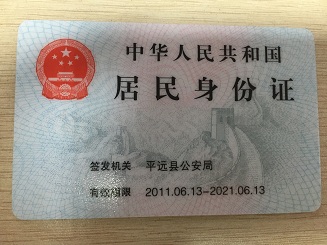 中华人民共和国
居民身份证
签发机关 平远县公安局
有效期限 2011.06.13-2021.06.13